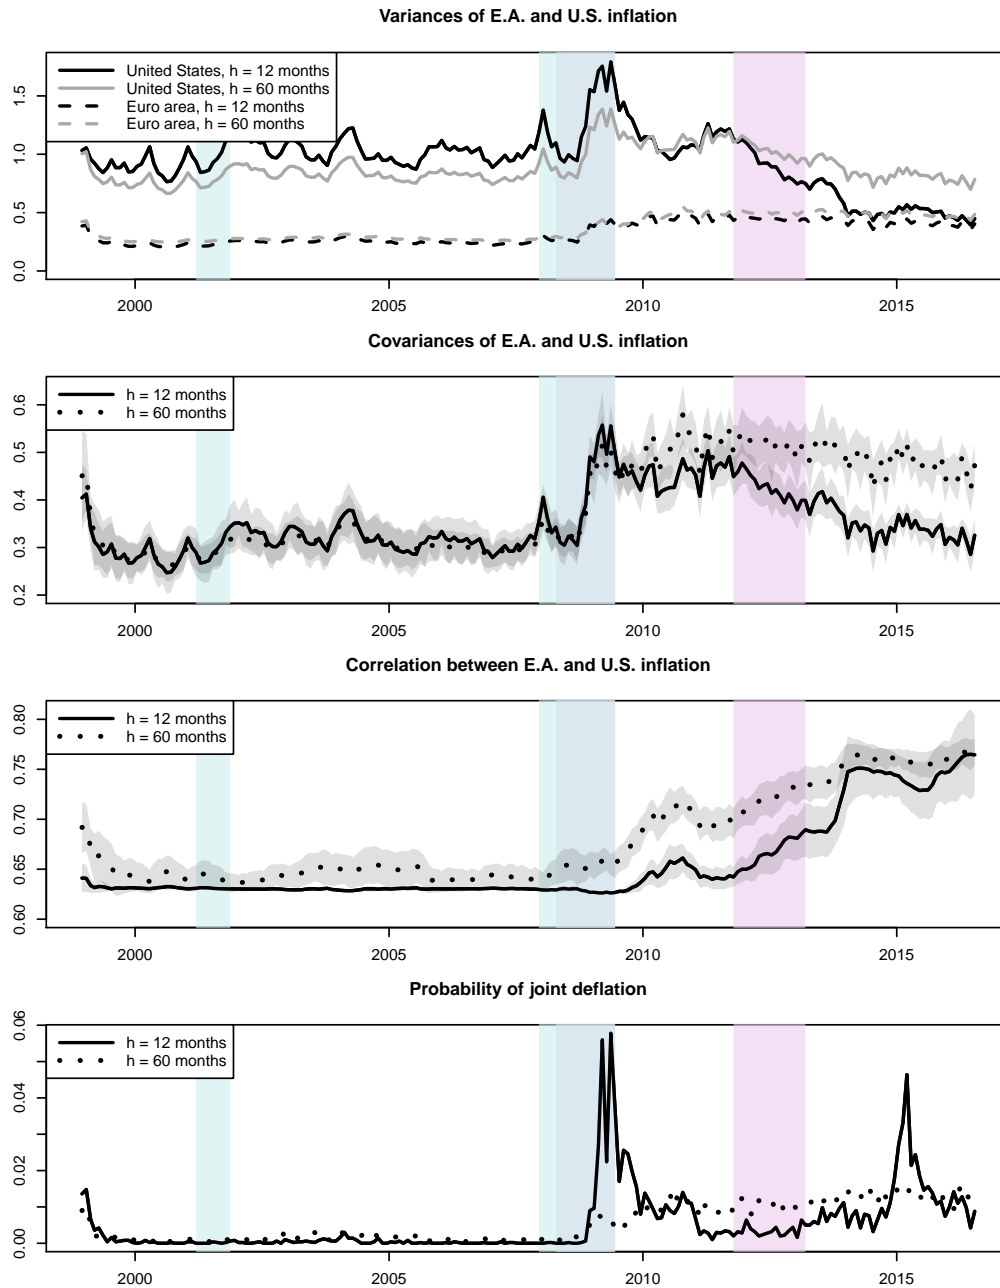 Variances of E.A. and U.S. inflation
United States, h = 12 months
United States, h = 60 months
Euro area, h = 12 months
Euro area, h = 60 months
1.5
1.0
0.5
0.0
2000 2005 2010 2015
Covariances of E.A. and U.S. inflation
h = 12 months
h = 60 months
0.6
0.5
0.4
0.3
0.2
2000 2005 2010 2015
Correlation between E.A. and U.S. inflation
h = 12 months
h = 60 months
0.80
0.75
0.70
0.65
0.60
2000 2005 2010 2015
Probability of joint deflation
h = 12 months
h = 60 months
0.06
0.04
0.02
0.00
2000 2005 2010 2015